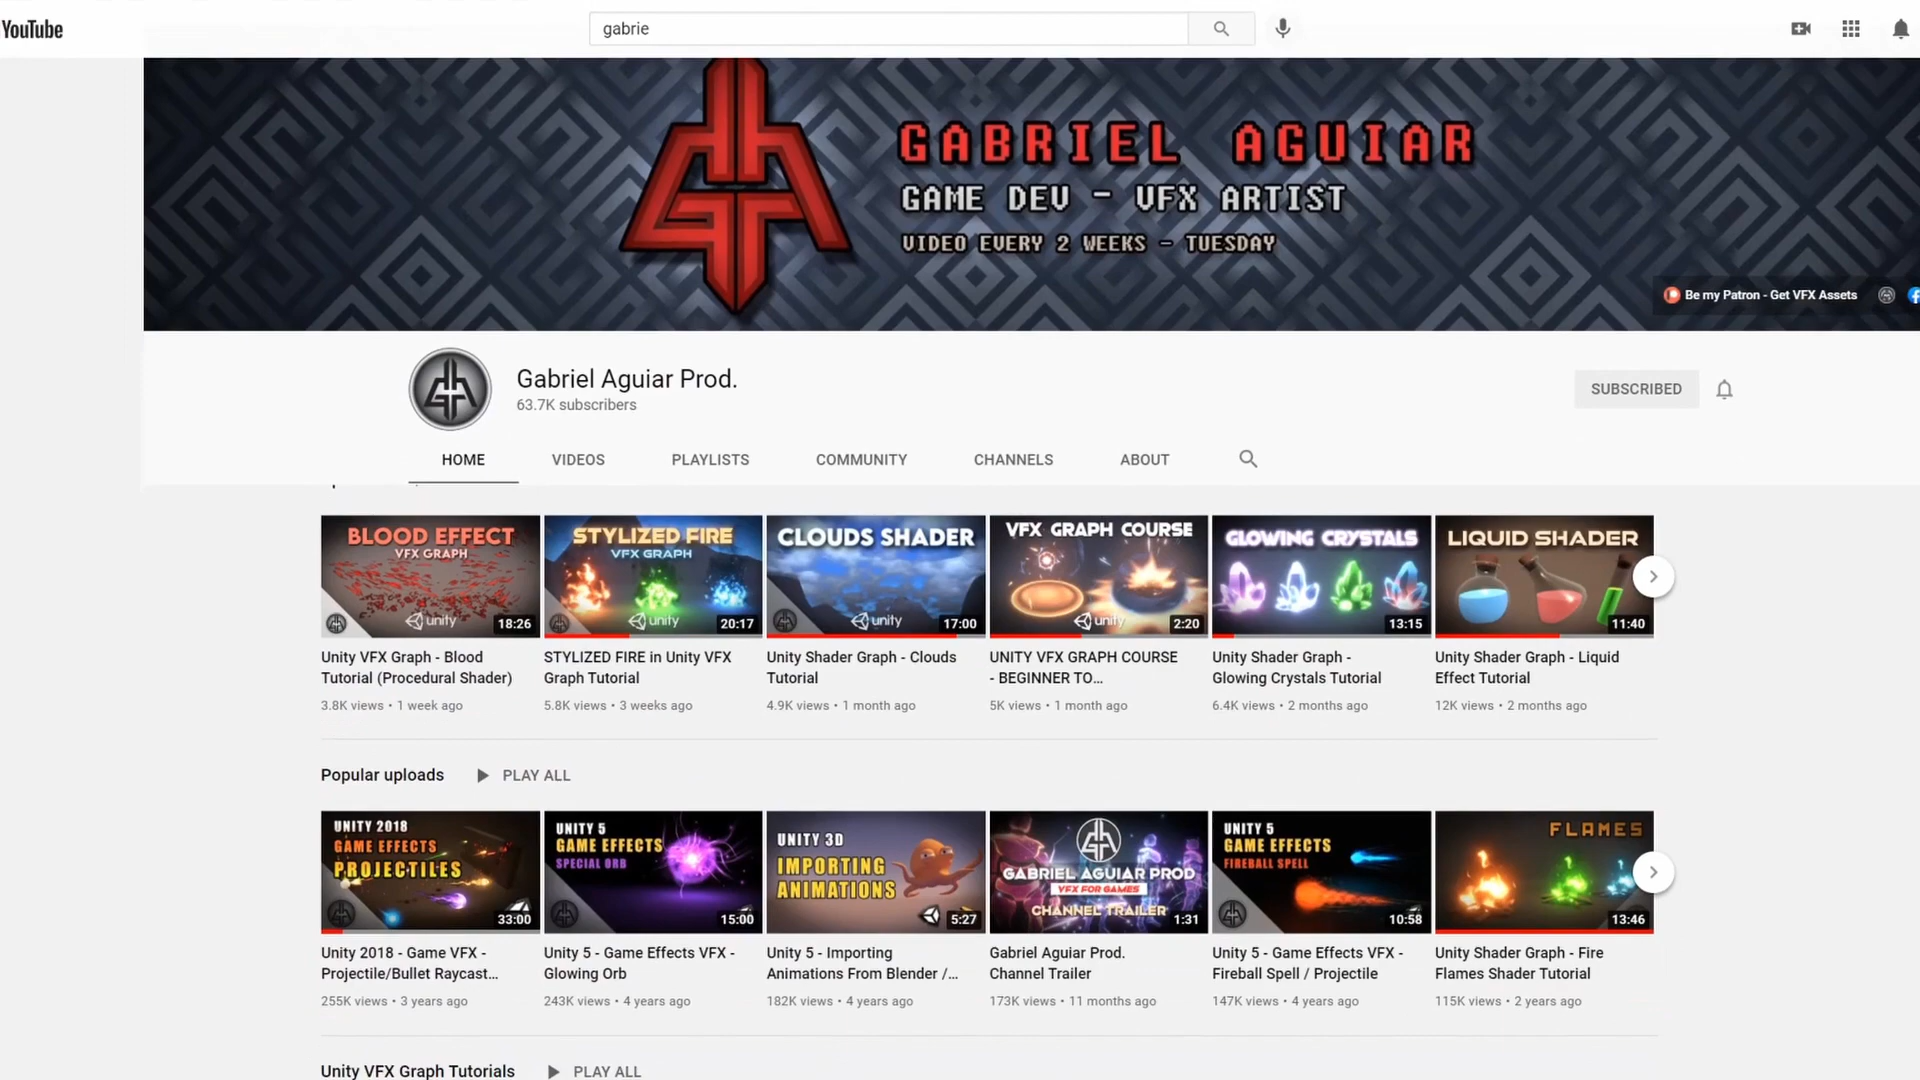 YouTube
gabrie
GABRIEL AGUIAR
GAME DEV - VFX ARTIST
VIDEO EVERY 2 WEEKS - TUESDAY
Be my Patron - Get VFX Assets
Gabriel Aguiar Prod.
63.7K subscribers
SUBSCRIBED
HOME VIDEOS PLAYLISTS COMMUNITY CHANNELS ABOUT
BLOOD EFFECT
VFX GRAPH
unity
18:26
STYLIZED FIRE
VFX GRAPH
unity
20:17
CLOUDS SHADER
unity
17:00
VFX GRAPH COURSE
unity
2:20
GLOWING CRYSTALS
13:15
LIQUID SHADER
11:40
Unity VFX Graph - Blood
Tutorial (Procedural Shader)
3.8K views • 1 week ago
STYLIZED FIRE in Unity VFX
Graph Tutorial
5.8K views • 3 weeks ago
Unity Shader Graph - Clouds
Tutorial
4.9K views • 1 month ago
UNITY VFX GRAPH COURSE
- BEGINNER TO...
5K views • 1 month ago
Unity Shader Graph -
Glowing Crystals Tutorial
6.4K views • 2 months ago
Unity Shader Graph - Liquid
Effect Tutorial
12K views • 2 months ago
Popular uploads PLAY ALL
UNITY 2018
GAME EFFECTS
PROJECTILES
33:00
UNITY 5
GAME EFFECTS
SPECIAL ORB
15:00
UNITY 3D
IMPORTING
ANIMATIONS
5:27
GABRIEL AGUIAR PROD
VFX FOR GAMES
CHANNEL TRAILER
1:31
UNITY 5
GAME EFFECTS
FIREBALL SPELL
10:58
FLAMES
13:46
Unity 2018 - Game VFX -
Projectile/Bullet Raycast...
255K views • 3 years ago
Unity 5 - Game Effects VFX -
Glowing Orb
243K views • 4 years ago
Unity 5 - Importing
Animations From Blender /...
182K views • 4 years ago
Gabriel Aguiar Prod.
Channel Trailer
173K views • 11 months ago
Unity 5 - Game Effects VFX -
Fireball Spell / Projectile
147K views • 4 years ago
Unity Shader Graph - Fire
Flames Shader Tutorial
115K views • 2 years ago
Unity VFX Graph Tutorials PLAY ALL